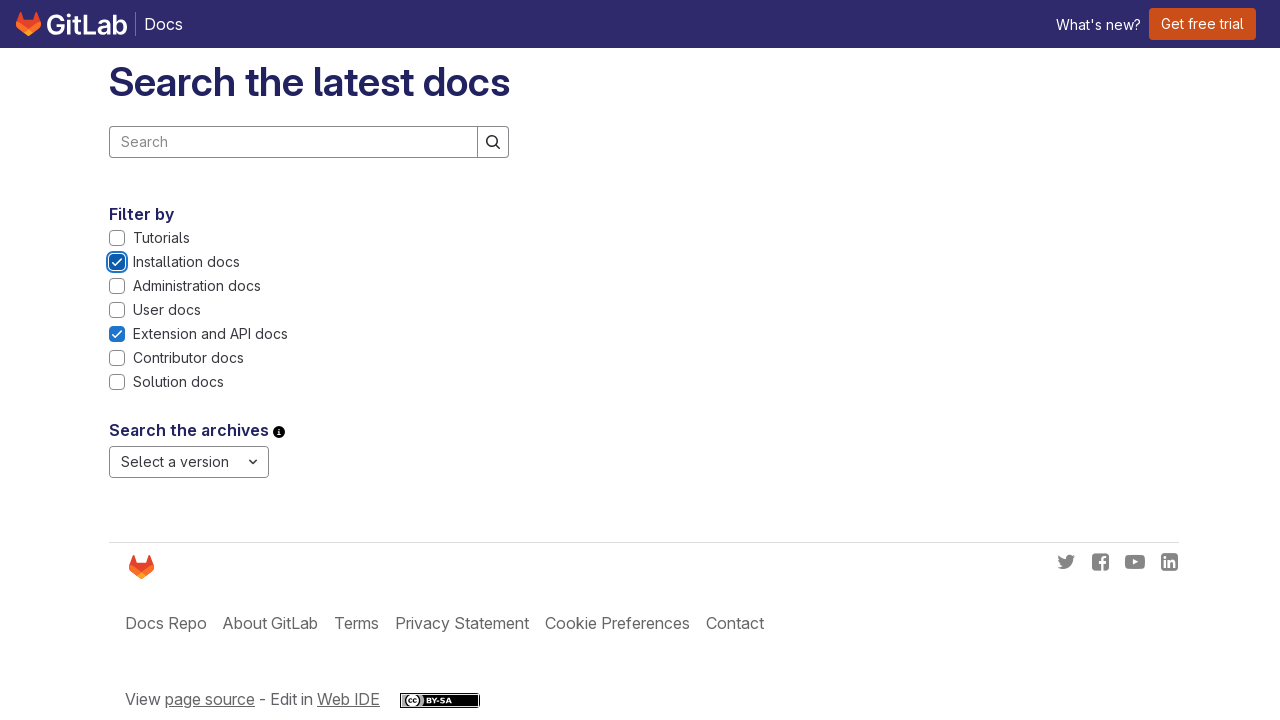 GitLab Docs What's new? Get free trial
Search the latest docs
Search
Filter by
Tutorials
Installation docs
Administration docs
User docs
Extension and API docs
Contributor docs
Solution docs
Search the archives
Select a version
Docs Repo About GitLab Terms Privacy Statement Cookie Preferences Contact
View page source - Edit in Web IDE cc BY-SA